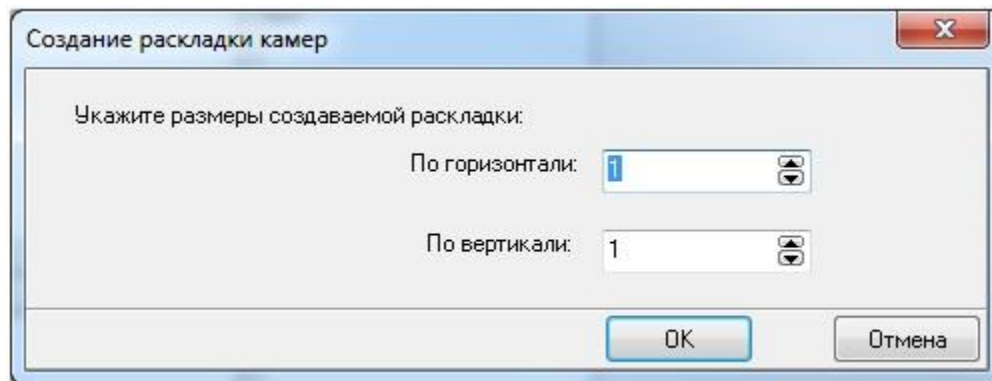 Создание раскладки камер
Укажите размеры создаваемой раскладки:
По горизонтали: 1
По вертикали: 1
OK Отмена